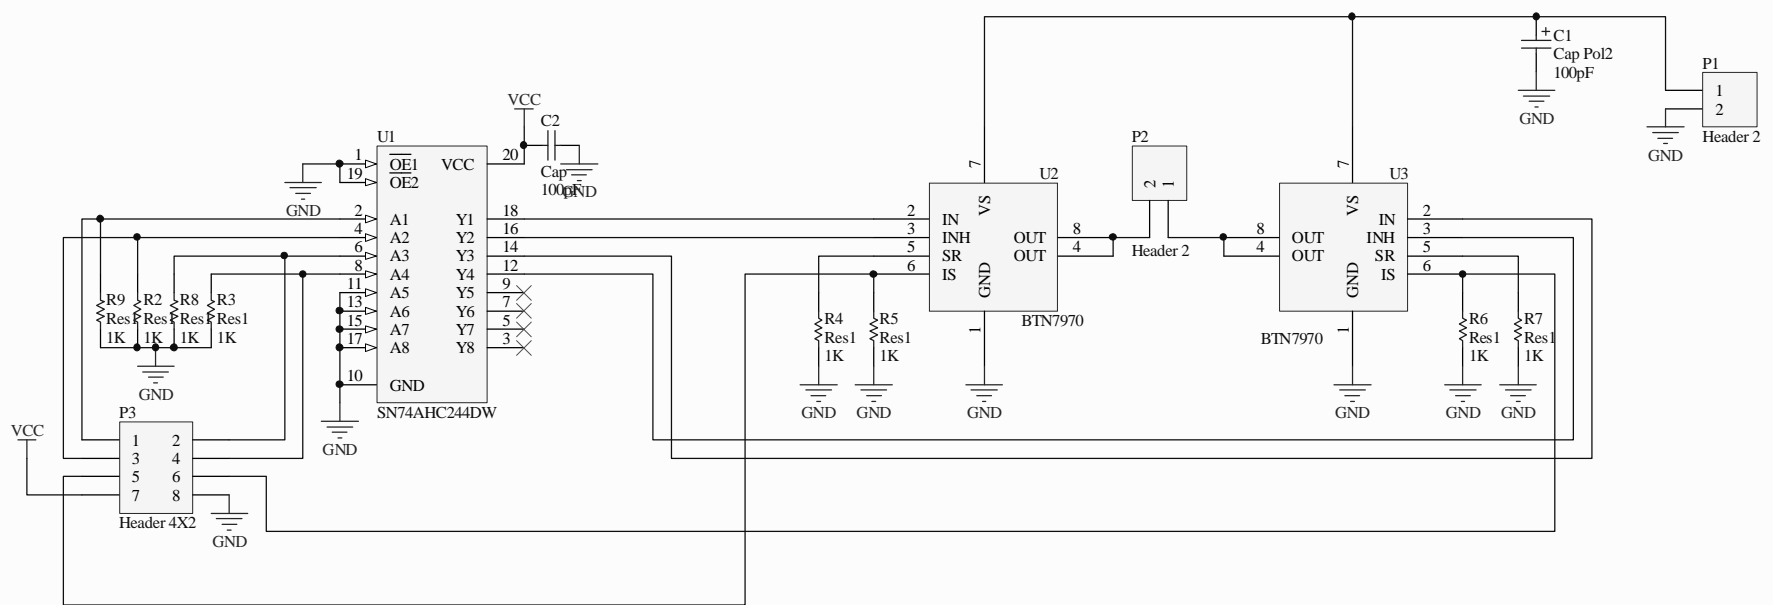 C1
Cap Pol2
100pF
GND
P1
1
2
Header 2
GND
VCC
C2
Cap
100pF
GND
U1
1 OE1 VCC 20
19 OE2
GND
2 A1 Y1 18
4 A2 Y2 16
6 A3 Y3 14
8 A4 Y4 12
11 A5 Y5 9
13 A6 Y6 7
15 A7 Y7 5
17 A8 Y8 3
10 GND
SN74AHC244DW
GND
R9
Res1
1K
R2
Res1
1K
R8
Res1
1K
R3
Res1
1K
GND
P3
1 2
3 4
5 6
7 8
Header 4X2
VCC
GND
U2
7
VS
2 IN
3 INH OUT 8
5 SR OUT 4
6 IS
GND
1
BTN7970
GND
R4
Res1
1K
GND
R5
Res1
1K
GND
P2
2 1
Header 2
U3
7
VS
IN 2
8 OUT INH 3
4 OUT SR 5
IS 6
GND
1
BTN7970
GND
R6
Res1
1K
GND
R7
Res1
1K
GND